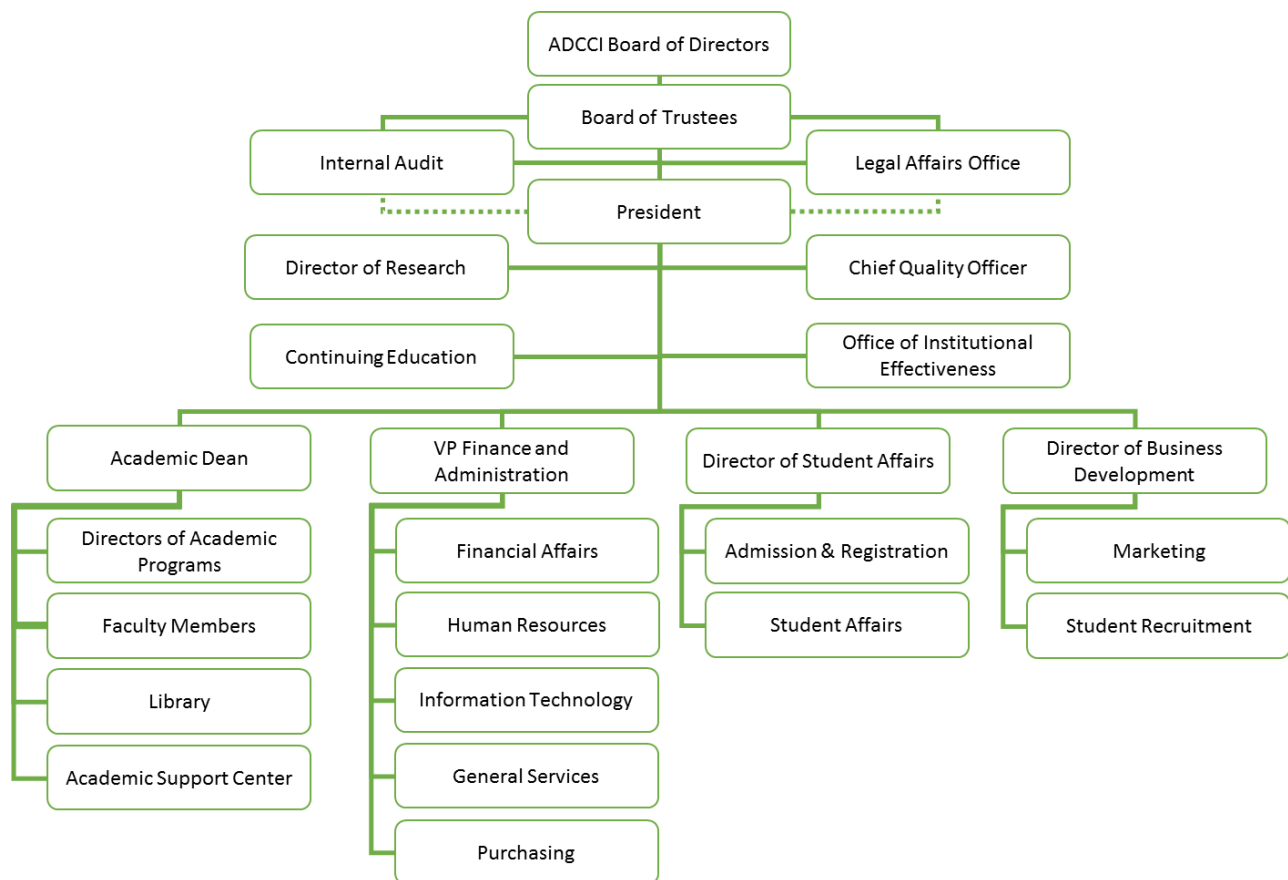 ADCCI Board of Directors
Board of Trustees
Internal Audit
Legal Affairs Office
President
Director of Research
Chief Quality Officer
Continuing Education
Office of Institutional
Effectiveness
Academic Dean
VP Finance and
Administration
Director of Student Affairs
Director of Business
Development
Directors of Academic
Programs
Faculty Members
Library
Academic Support Center
Financial Affairs
Human Resources
Information Technology
General Services
Purchasing
Admission & Registration
Student Affairs
Marketing
Student Recruitment